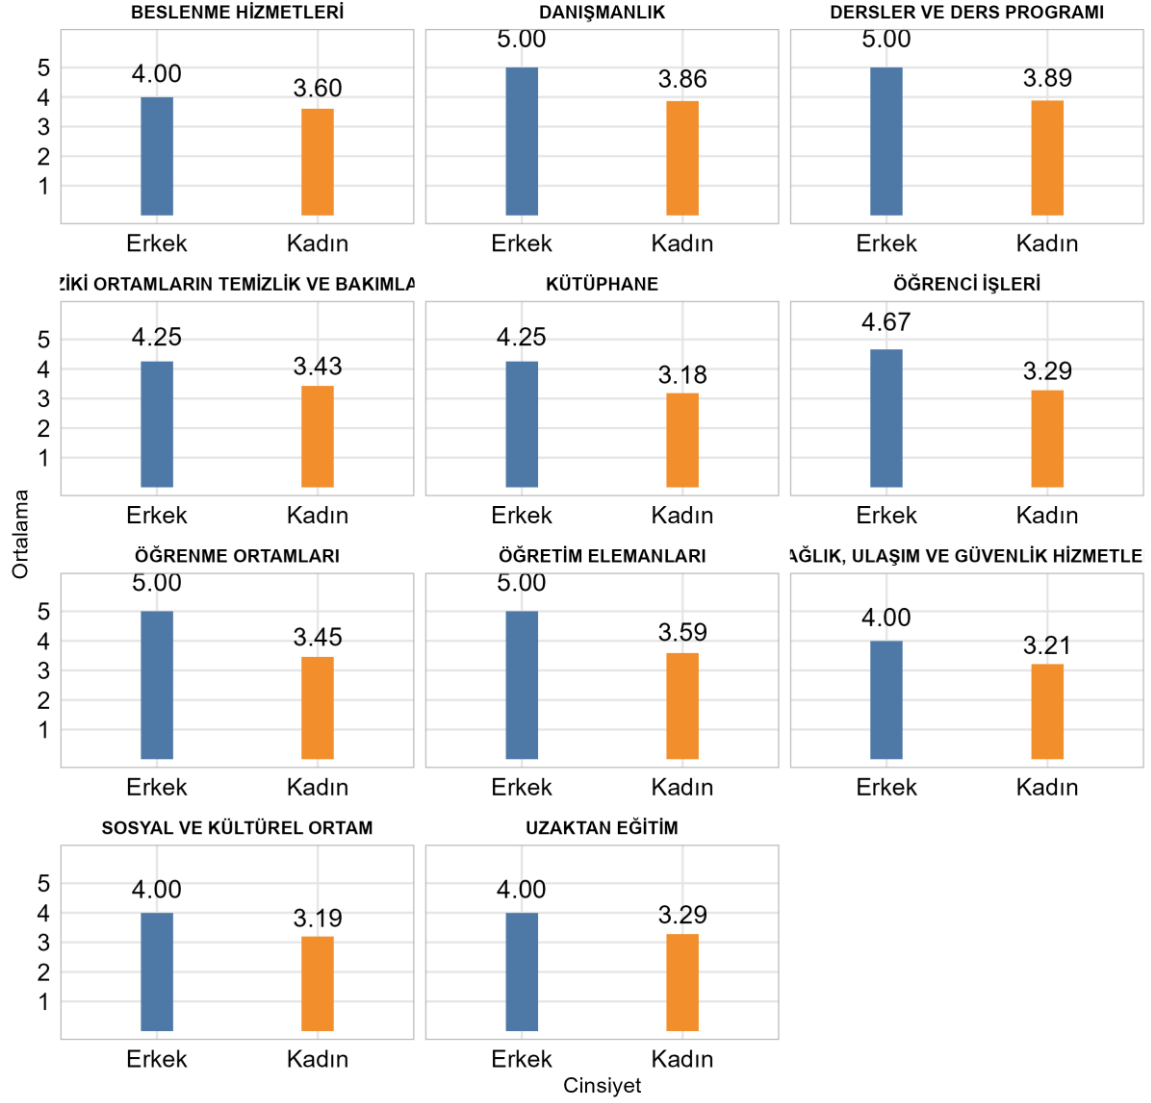 BESLENME HİZMETLERİ
DANIŞMANLIK
DERSLER VE DERS PROGRAMI
5
4
3
2
1
4.00
3.60
5.00
3.86
5.00
3.89
Erkek
Kadın
Erkek
Kadın
Erkek
Kadın
ZİKİ ORTAMLARIN TEMİZLİK VE BAKIMLA
KÜTÜPHANE
ÖĞRENCİ İŞLERİ
5
4
3
2
1
4.25
3.43
4.25
3.18
4.67
3.29
Erkek
Kadın
Erkek
Kadın
Erkek
Kadın
Ortalama
ÖĞRENME ORTAMLARI
ÖĞRETİM ELEMANLARI
AĞLIK, ULAŞIM VE GÜVENLİK HİZMETLE
5
4
3
2
1
5.00
3.45
5.00
3.59
4.00
3.21
Erkek
Kadın
Erkek
Kadın
Erkek
Kadın
SOSYAL VE KÜLTÜREL ORTAM
UZAKTAN EĞİTİM
5
4
3
2
1
4.00
3.19
4.00
3.29
Erkek
Kadın
Erkek
Kadın
Cinsiyet